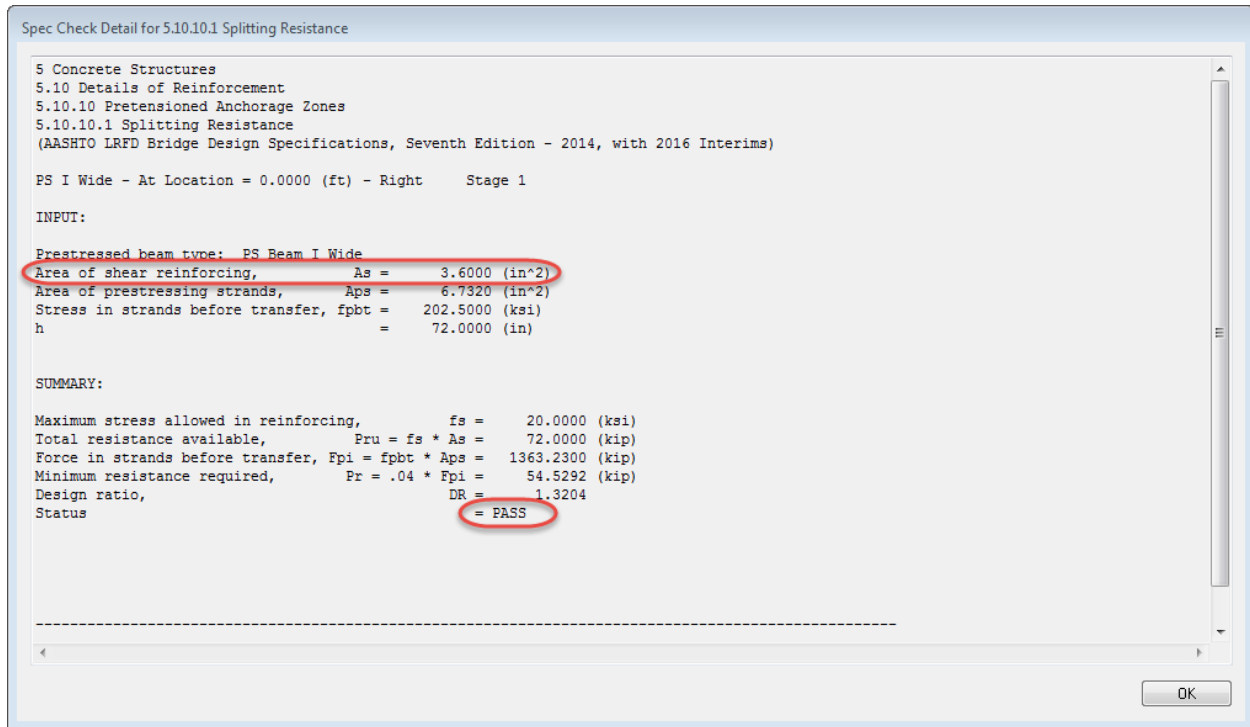 Spec Check Detail for 5.10.10.1 Splitting Resistance
5 Concrete Structures
5.10 Details of Reinforcement
5.10.10 Pretensioned Anchorage Zones
5.10.10.1 Splitting Resistance
(AASHTO LRFD Bridge Design Specifications, Seventh Edition - 2014, with 2016 Interims)
PS I Wide - At Location = 0.0000 (ft) - Right Stage 1
INPUT:
Prestressed beam type: PS Beam I Wide
Area of shear reinforcing, As = 3.6000 (in^2)
Area of prestressing strands, Aps = 6.7320 (in^2)
Stress in strands before transfer, fpbt = 202.5000 (ksi)
h = 72.0000 (in)
SUMMARY:
Maximum stress allowed in reinforcing, fs = 20.0000 (ksi)
Total resistance available, Pru = fs * As = 72.0000 (kip)
Force in strands before transfer, Fpi = fpbt * Aps = 1363.2300 (kip)
Minimum resistance required, Pr = .04 * Fpi = 54.5292 (kip)
Design ratio, DR = 1.3204
Status = PASS
----------------------------------------------------------------------------------------------------
OK